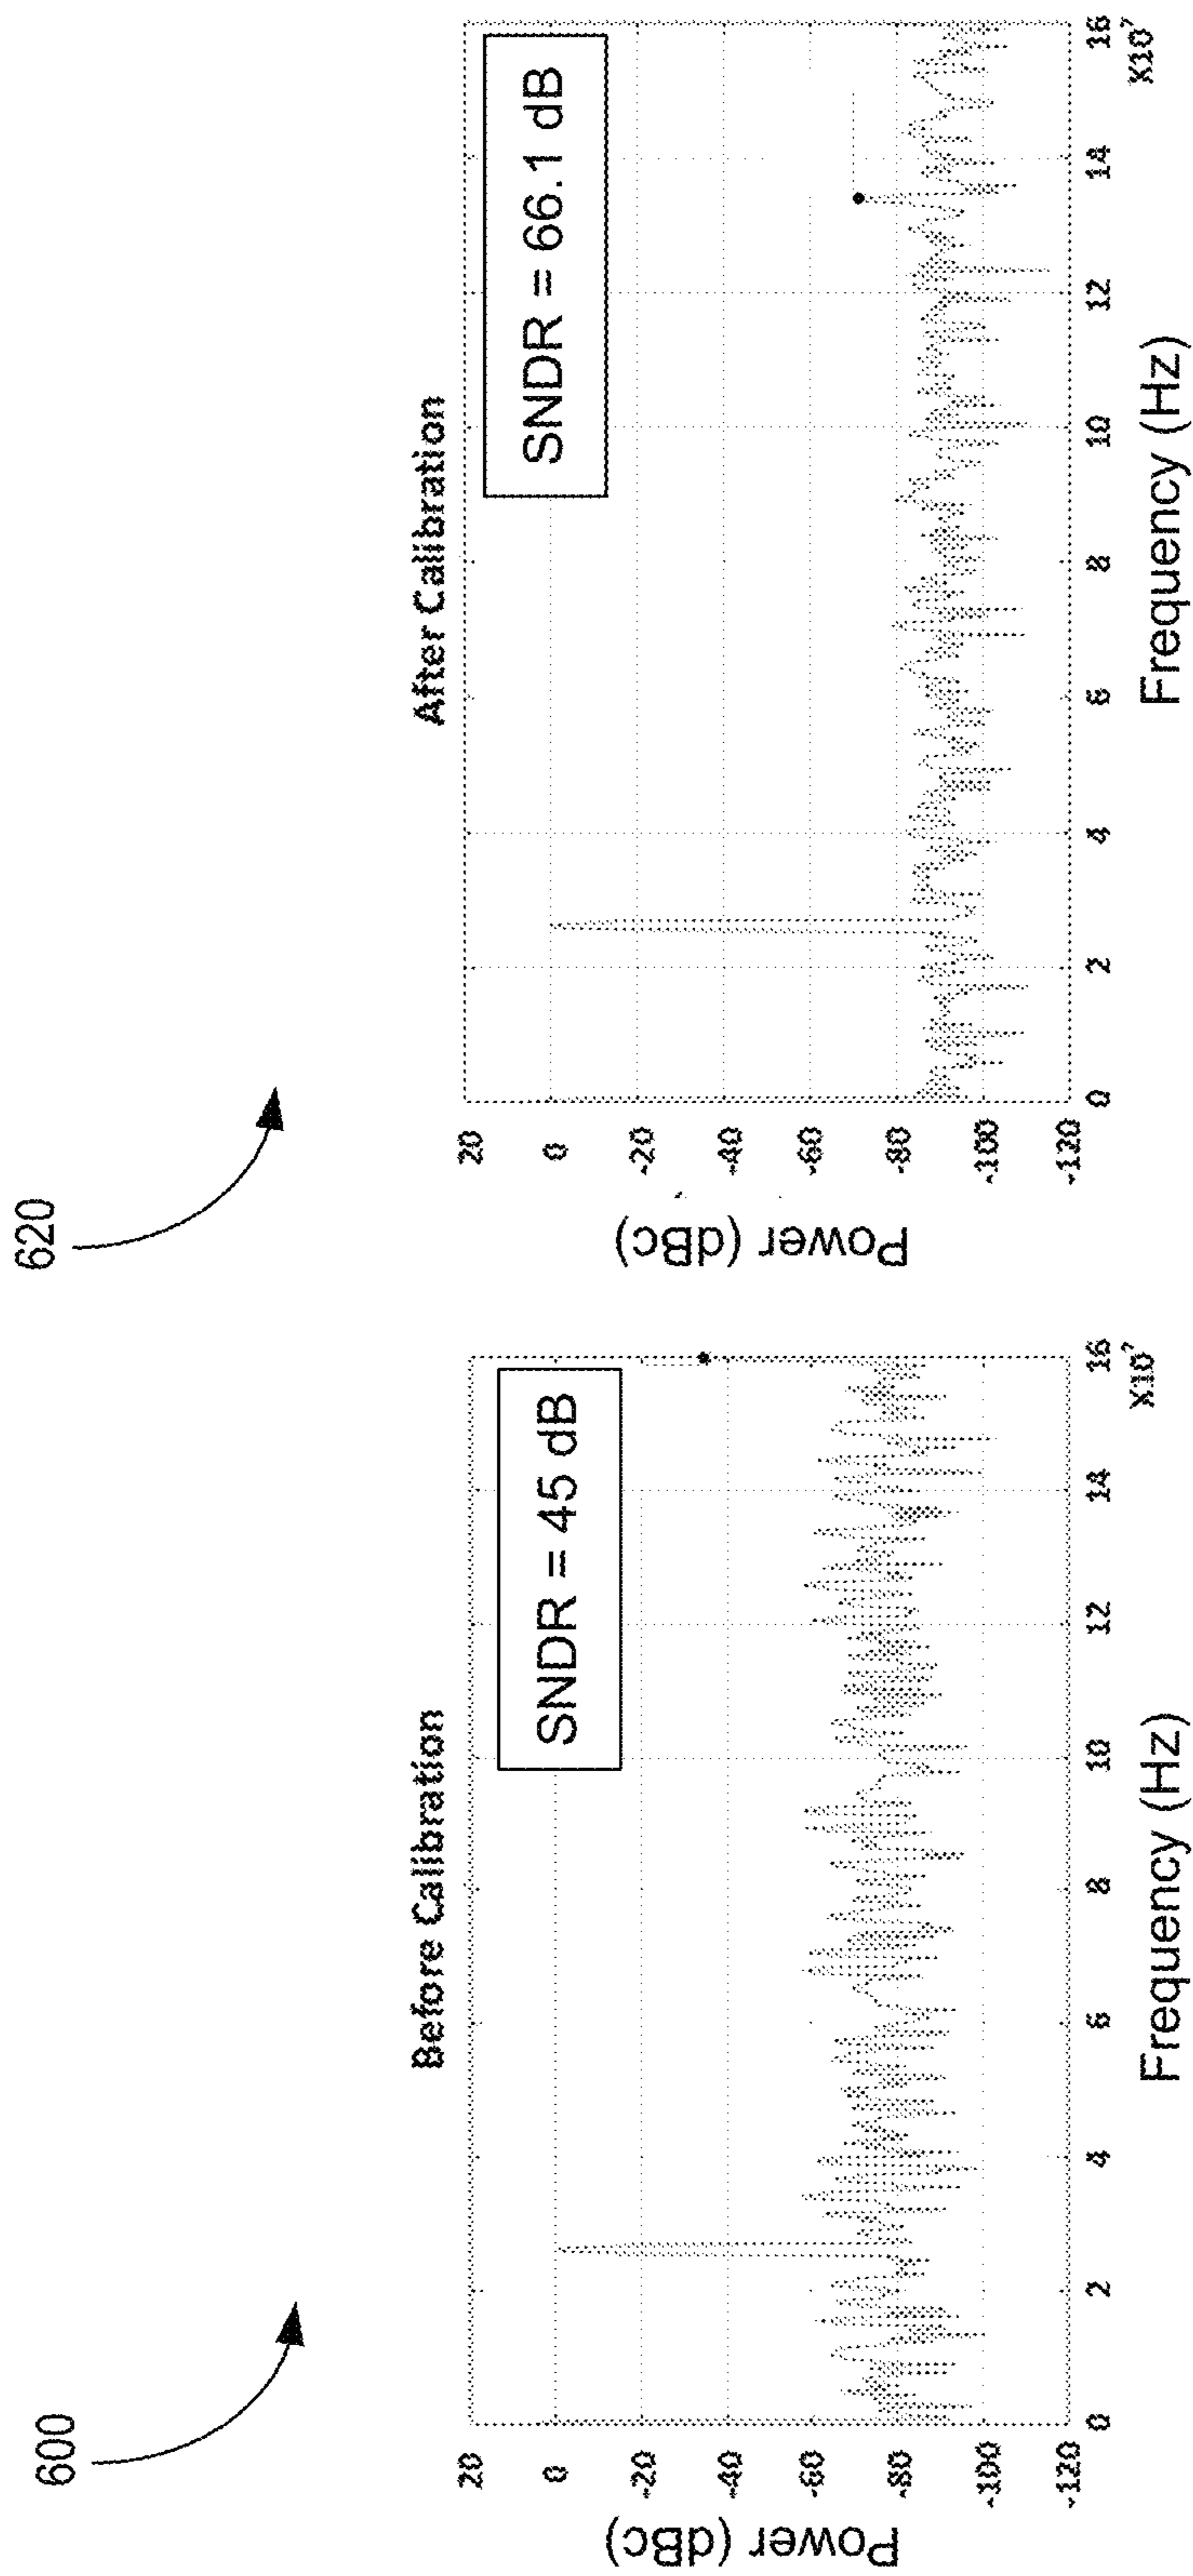 600
Before Calibration
SNDR = 45 dB
Power (dBc)
20
0
-20
-40
-60
-80
-100
-120
0 2 4 6 8 10 12 14 16
X10⁷
Frequency (Hz)
620
After Calibration
SNDR = 66.1 dB
Power (dBc)
20
0
-20
-40
-60
-80
-100
-120
0 2 4 6 8 10 12 14 16
X10⁷
Frequency (Hz)